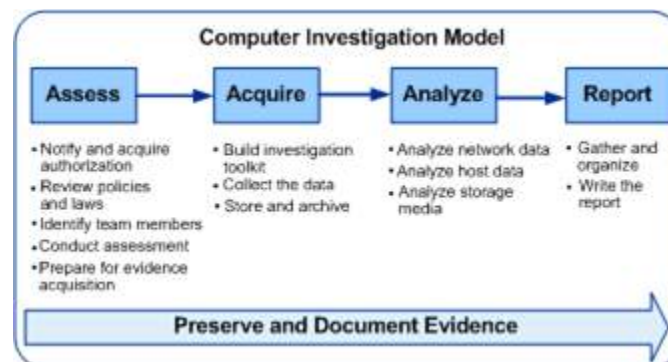 Computer Investigation Model
Assess
Acquire
Analyze
Report
• Notify and acquire
authorization
• Review policies
and laws
• Identify team members
• Conduct assessment
• Prepare for evidence
acquisition
• Build investigation
toolkit
• Collect the data
• Store and archive
• Analyze network data
• Analyze host data
• Analyze storage
media
• Gather and
organize
• Write the
report
Preserve and Document Evidence